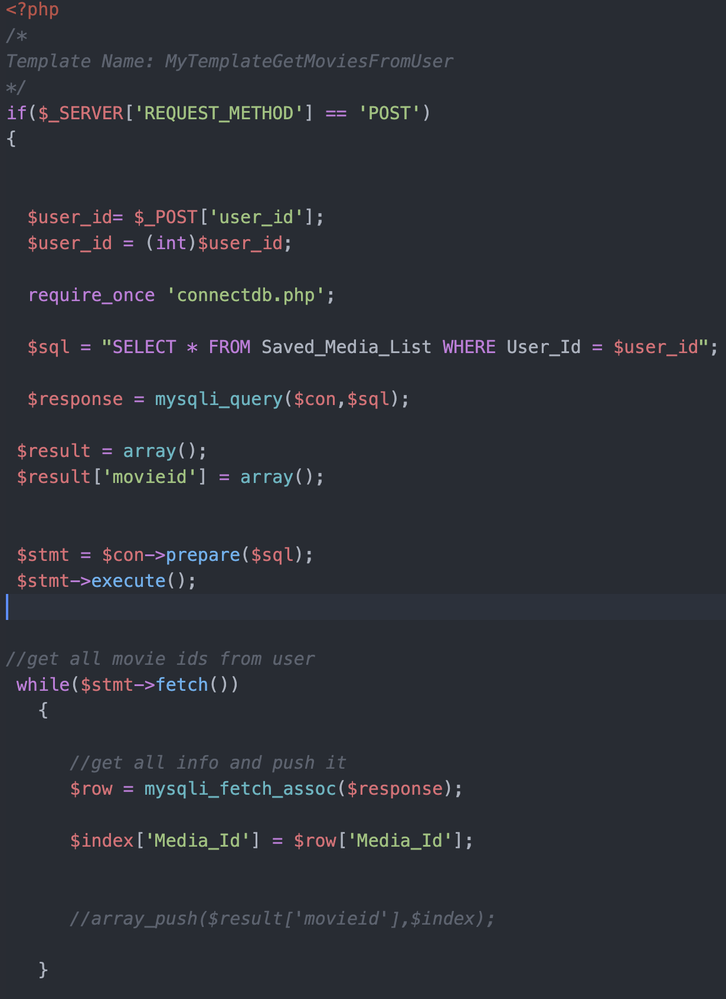 <?php
/*
Template Name: MyTemplateGetMoviesFromUser
*/
if($_SERVER['REQUEST_METHOD'] == 'POST')
{
$user_id= $_POST['user_id'];
$user_id = (int)$user_id;
require_once 'connectdb.php';
$sql = "SELECT * FROM Saved_Media_List WHERE User_Id = $user_id";
$response = mysqli_query($con,$sql);
$result = array();
$result['movieid'] = array();
$stmt = $con->prepare($sql);
$stmt->execute();
//get all movie ids from user
while($stmt->fetch())
{
//get all info and push it
$row = mysqli_fetch_assoc($response);
$index['Media_Id'] = $row['Media_Id'];
//array_push($result['movieid'],$index);
}